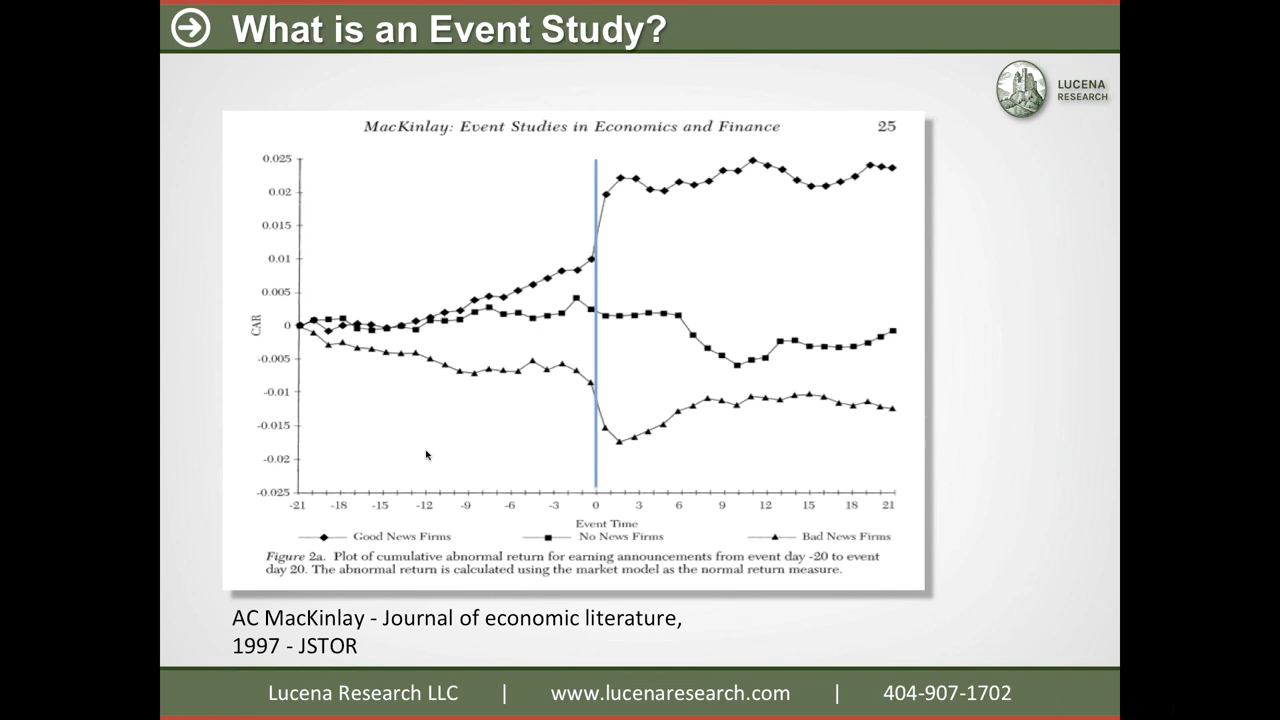 What is an Event Study?
LUCENA
RESEARCH
MacKinlay: Event Studies in Economics and Finance 25
0.025
0.02
0.015
0.01
0.005
0
-0.005
-0.01
-0.015
-0.02
-0.025
CAR
-21 -18 -15 -12 -9 -6 -3 0 3 6 9 12 15 18 21
Event Time
Good News Firms No News Firms Bad News Firms
Figure 2a. Plot of cumulative abnormal return for earning announcements from event day -20 to event
day 20. The abnormal return is calculated using the market model as the normal return measure.
AC MacKinlay - Journal of economic literature,
1997 - JSTOR
Lucena Research LLC | www.lucenaresearch.com | 404-907-1702